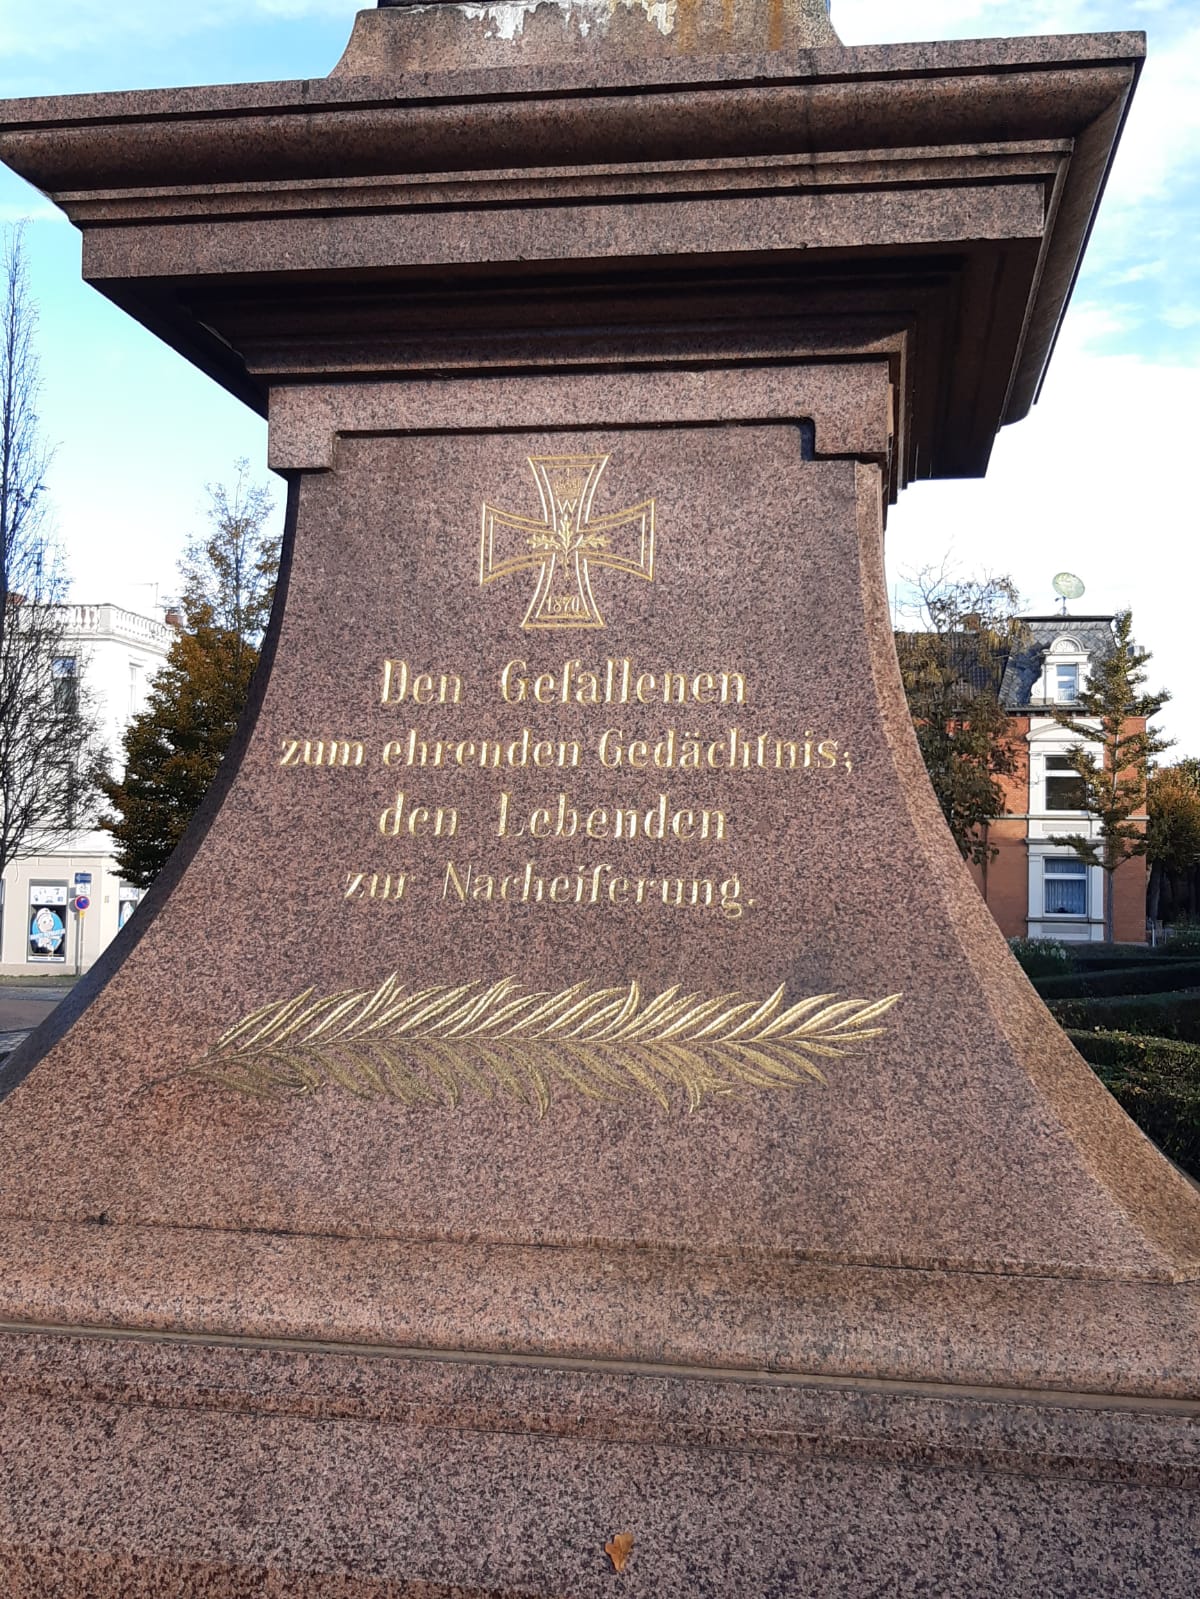 W
1870
Den Gefallenen
zum ehrenden Gedächtnis;
den Lebenden
zur Nacheiferung.